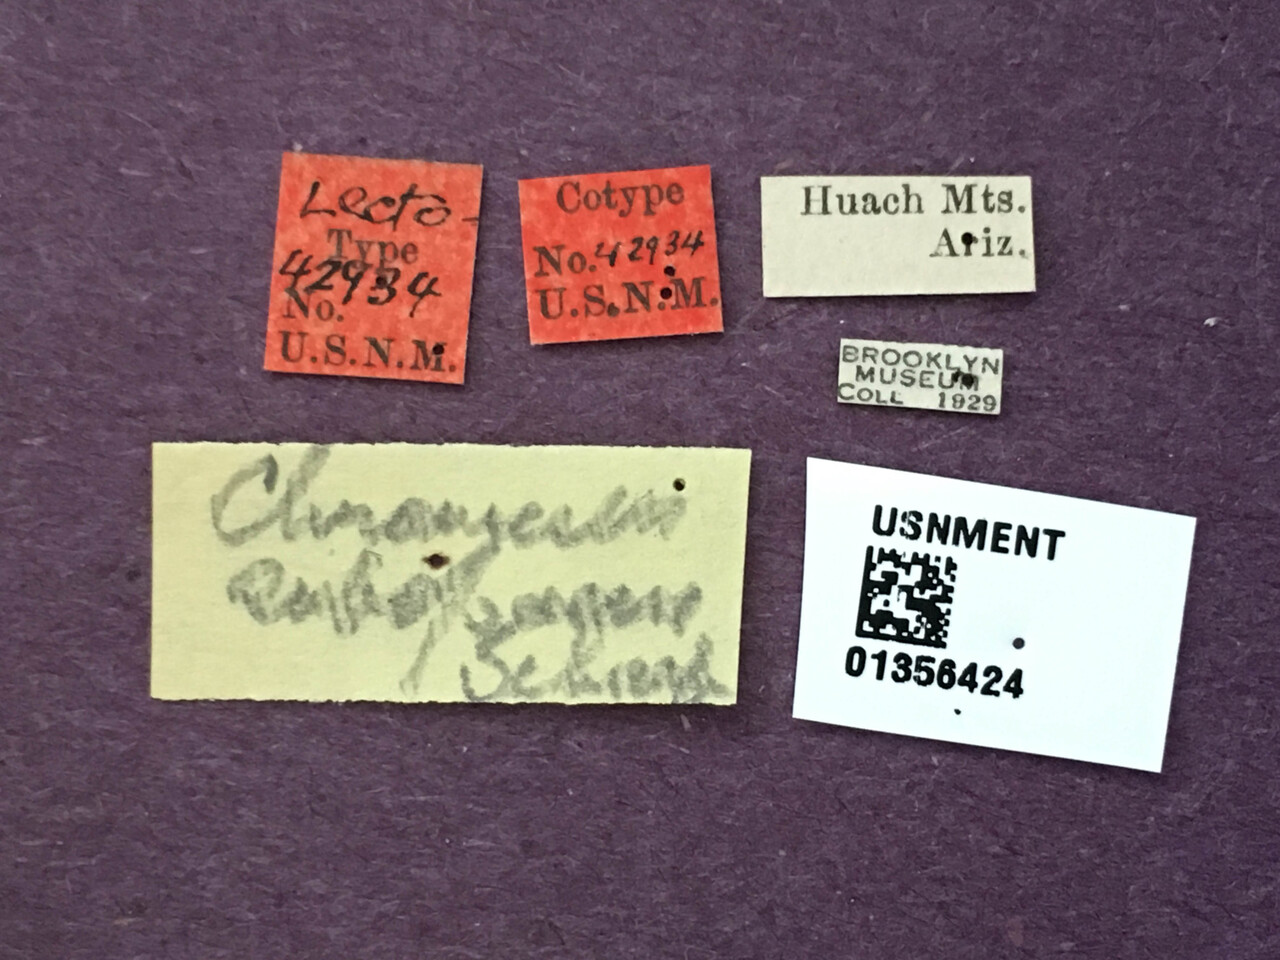 Lecto-
Type
42934
No.
U.S.N.M.
Cotype
No. 42934
U.S.N.M.
Huach Mts.
Ariz.
BROOKLYN
MUSEUM
COLL 1929
USNMENT
01356424